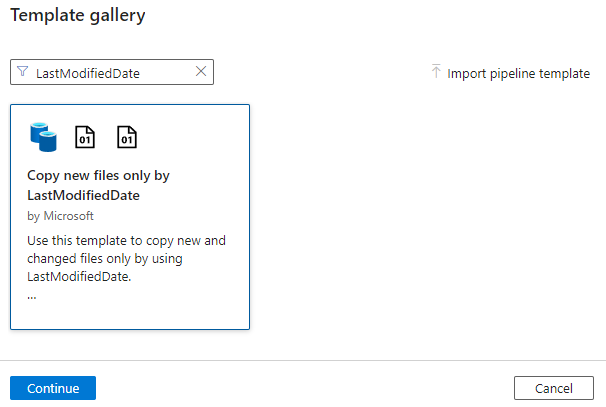 Template gallery
LastModifiedDate
Import pipeline template
01 01
Copy new files only by
LastModifiedDate
by Microsoft
Use this template to copy new and
changed files only by using
LastModifiedDate.
...
Continue
Cancel